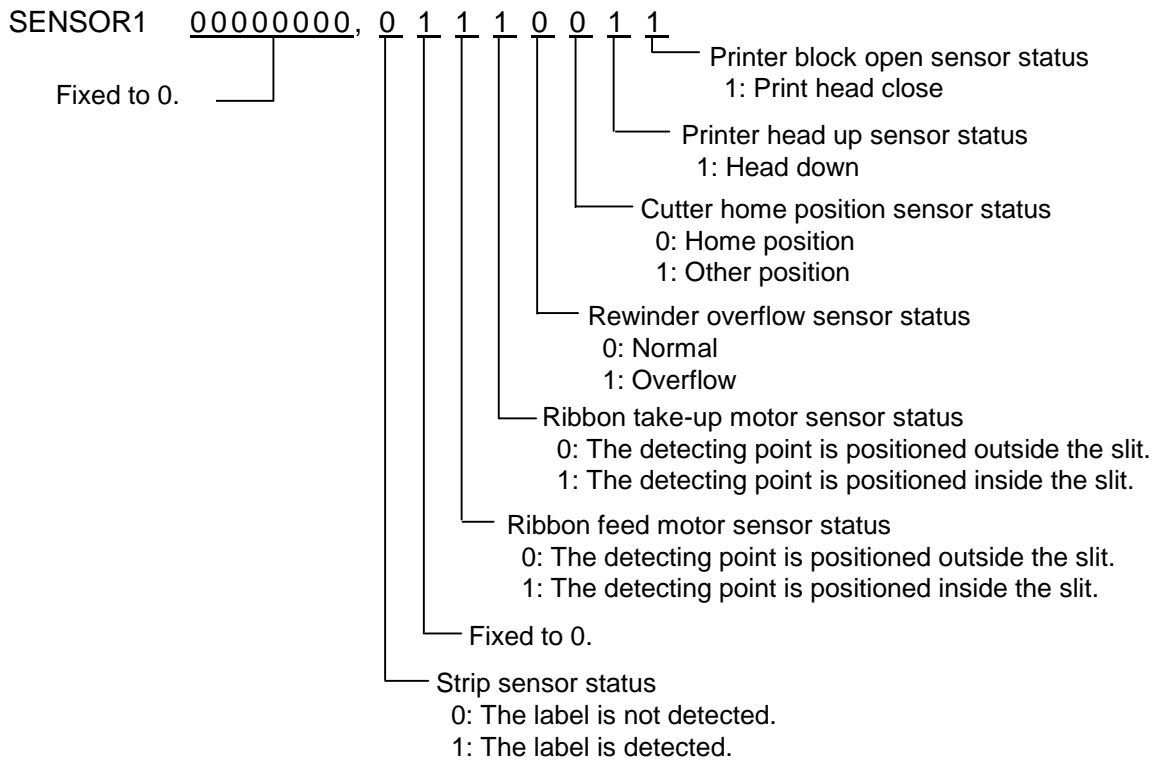 SENSOR1 00000000, 0 1 1 1 0 0 1 1
Printer block open sensor status
1: Print head close
Fixed to 0.
Printer head up sensor status
1: Head down
Cutter home position sensor status
0: Home position
1: Other position
Rewinder overflow sensor status
0: Normal
1: Overflow
Ribbon take-up motor sensor status
0: The detecting point is positioned outside the slit.
1: The detecting point is positioned inside the slit.
Ribbon feed motor sensor status
0: The detecting point is positioned outside the slit.
1: The detecting point is positioned inside the slit.
Fixed to 0.
Strip sensor status
0: The label is not detected.
1: The label is detected.